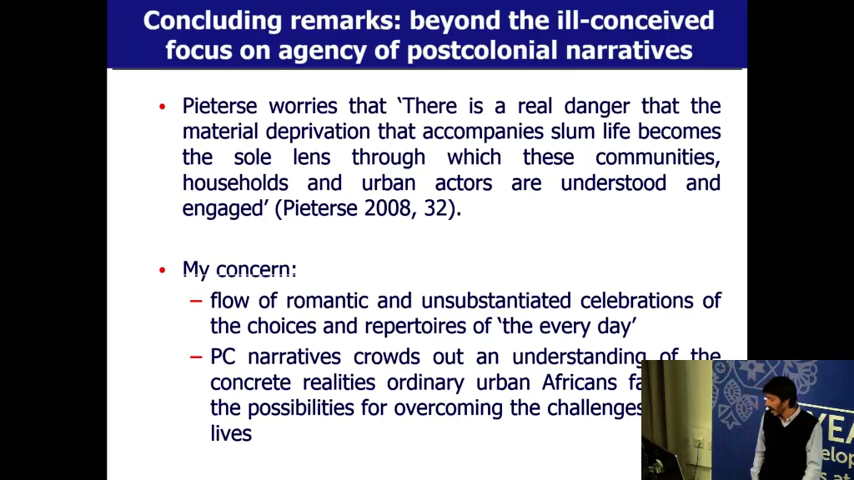 Concluding remarks: beyond the ill-conceived
focus on agency of postcolonial narratives
• Pieterse worries that ‘There is a real danger that the
material deprivation that accompanies slum life becomes
the sole lens through which these communities,
households and urban actors are understood and
engaged’ (Pieterse 2008, 32).
• My concern:
– flow of romantic and unsubstantiated celebrations of
the choices and repertoires of ‘the every day’
– PC narratives crowds out an understanding of the
concrete realities ordinary urban Africans
the possibilities for overcoming the challenges
lives
YEA
elop
s at